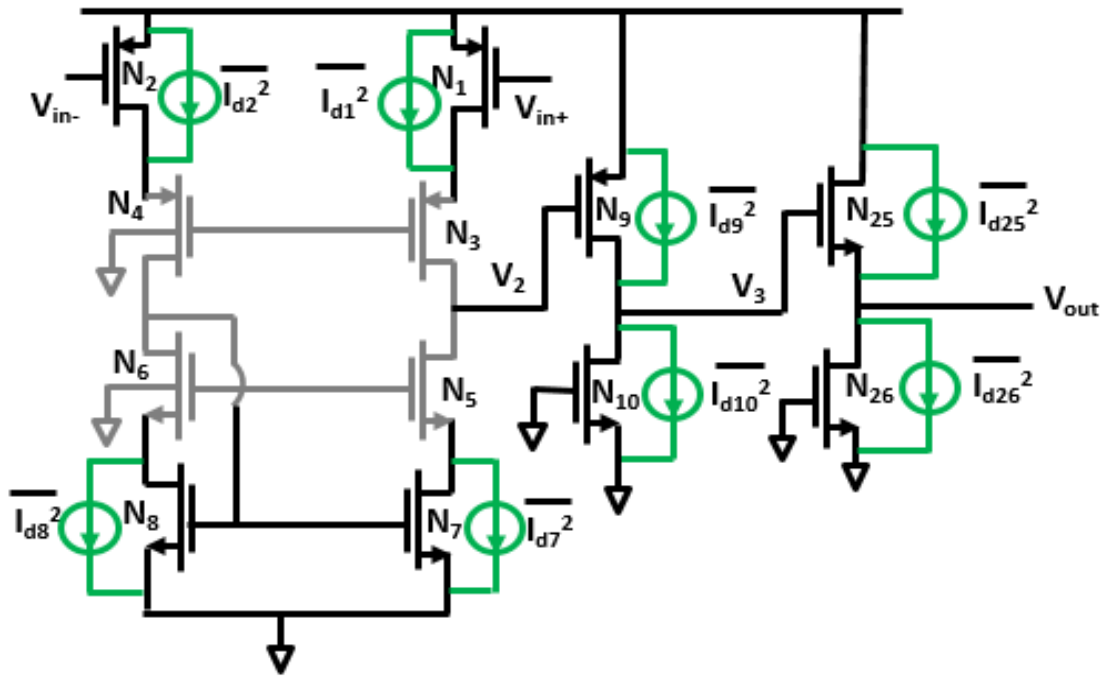 N2
Id2²
Id1²
N1
Vin-
Vin+
N4
N3
N9
Id9²
N25
Id25²
V2
V3
Vout
N6
N5
N10
Id10²
N26
Id26²
Id8²
N8
N7
Id7²